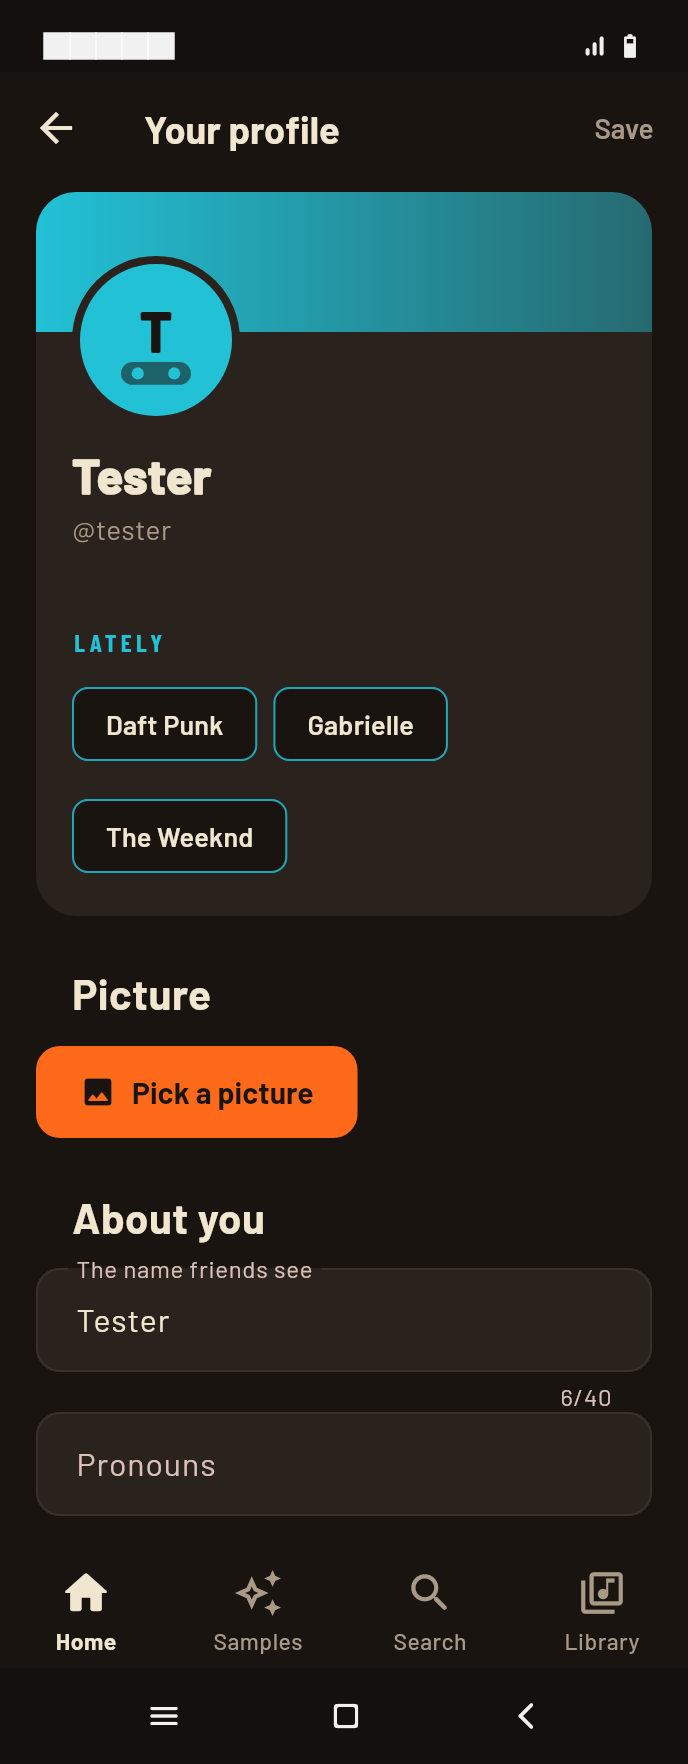 Your profile
Save
T
Tester
@tester
LATELY
Daft Punk
Gabrielle
The Weeknd
Picture
Pick a picture
About you
The name friends see
Tester
6/40
Pronouns
Home
Samples
Search
Library